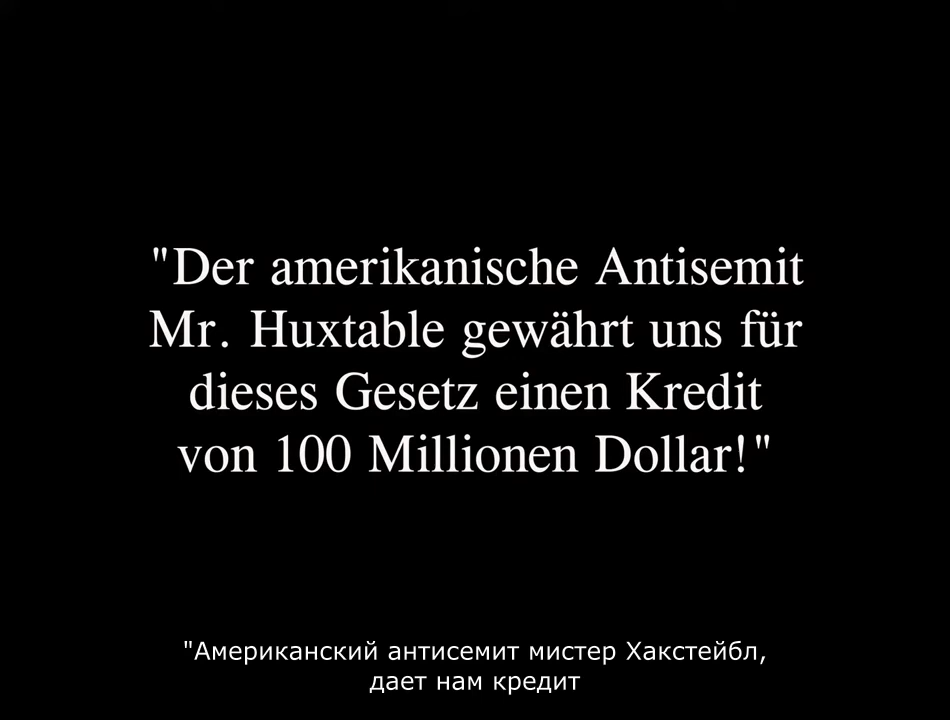 "Der amerikanische Antisemit
Mr. Huxtable gewährt uns für
dieses Gesetz einen Kredit
von 100 Millionen Dollar!"
"Американский антисемит мистер Хакстейбл,
дает нам кредит